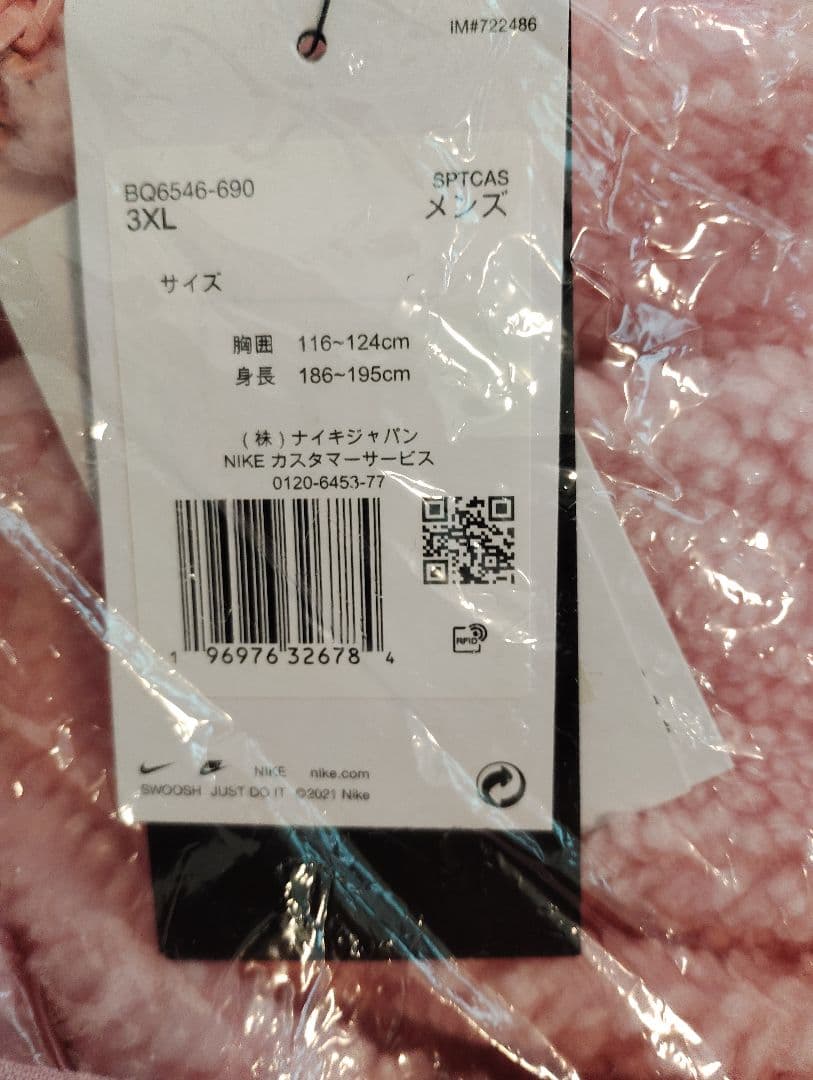 IM#722486
BQ6546-690
SPTCAS
3XL
メンズ
サイズ
胸囲 116~124cm
身長 186~195cm
(株)ナイキジャパン
NIKE カスタマーサービス
0120-6453-77
RFID
1 96976 32678 4
NIKE nike.com
SWOOSH JUST DO IT ©2021 Nike